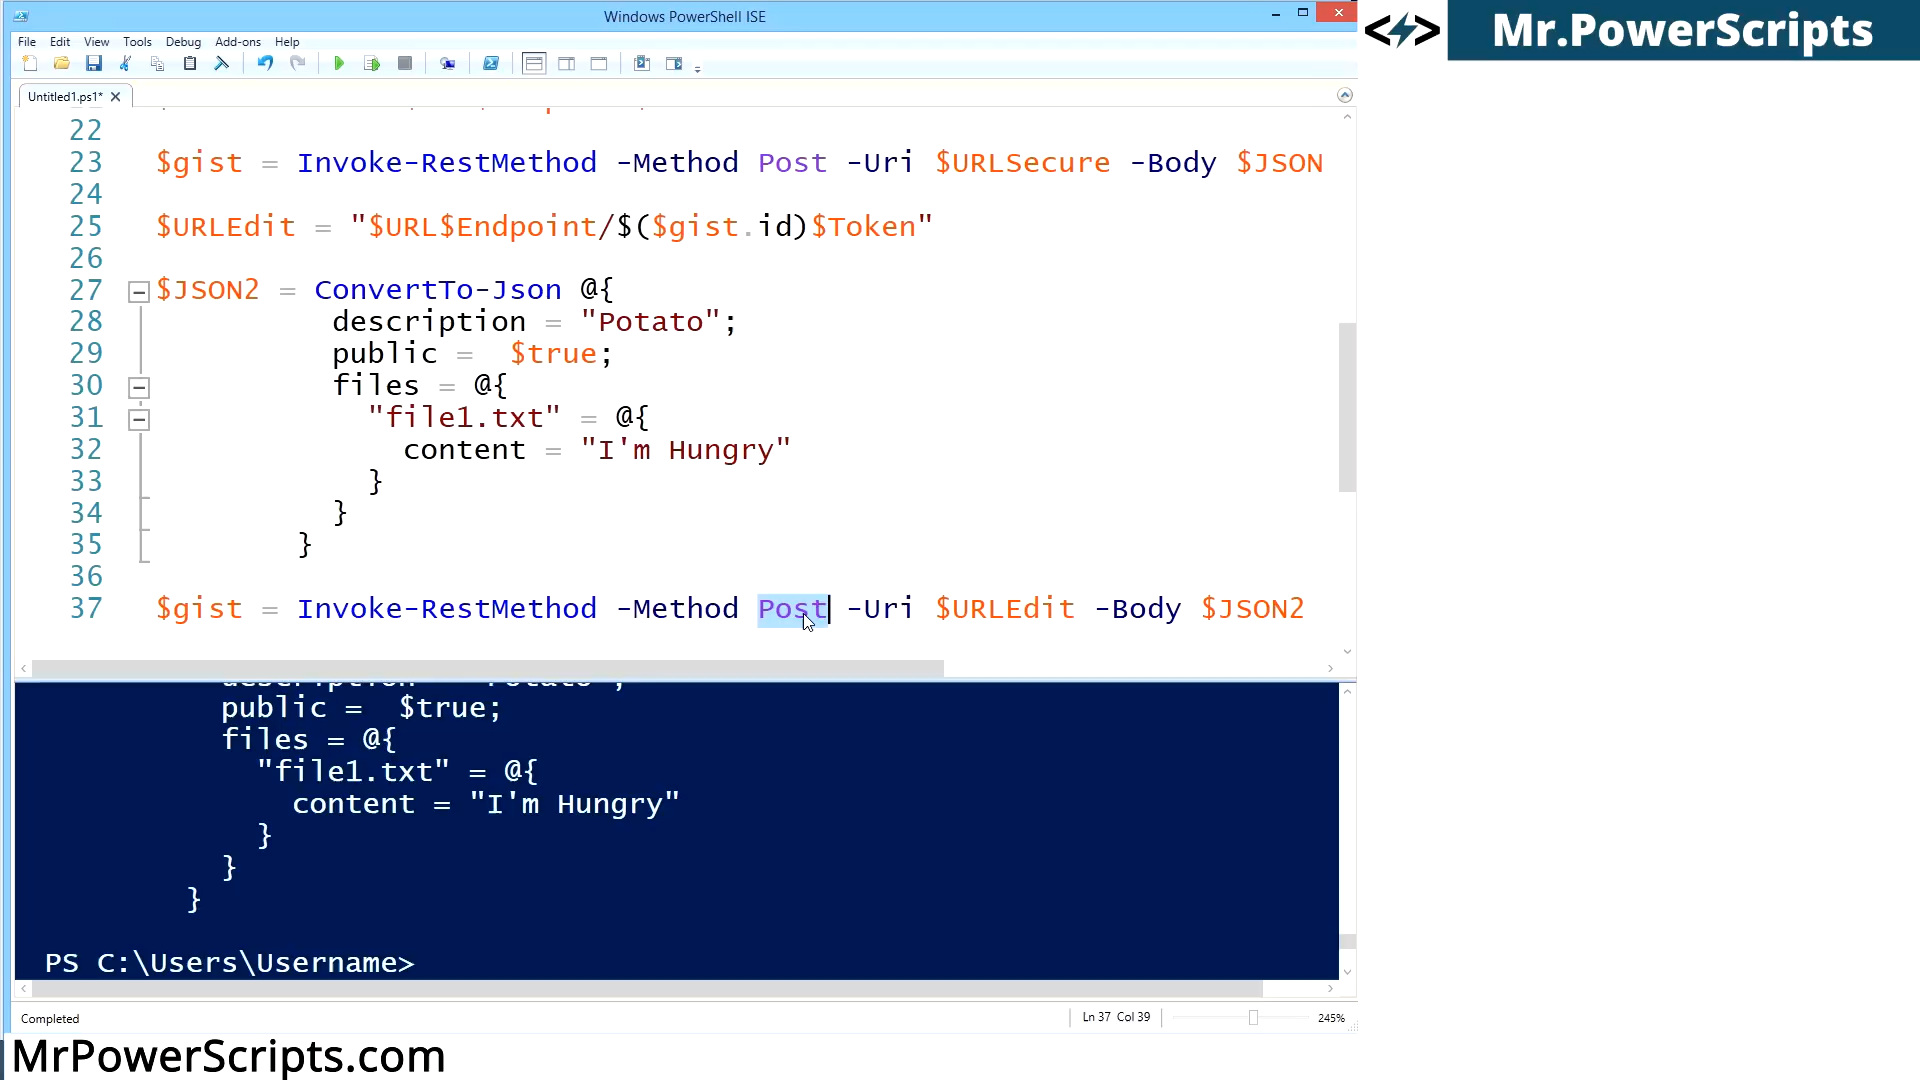 Windows PowerShell ISE
Mr.PowerScripts
File Edit View Tools Debug Add-ons Help
Untitled1.ps1*
22
23 $gist = Invoke-RestMethod -Method Post -Uri $URLSecure -Body $JSON
24
25 $URLEdit = "$URL$Endpoint/$($gist.id)$Token"
26
27 $JSON2 = ConvertTo-Json @{
28 description = "Potato";
29 public =  $true;
30 files = @{
31 "file1.txt" = @{
32 content = "I'm Hungry"
33 }
34 }
35 }
36
37 $gist = Invoke-RestMethod -Method Post -Uri $URLEdit -Body $JSON2
public =  $true;
files = @{
"file1.txt" = @{
content = "I'm Hungry"
}
}
}
PS C:\Users\Username>
Completed Ln 37 Col 39 245%
MrPowerScripts.com